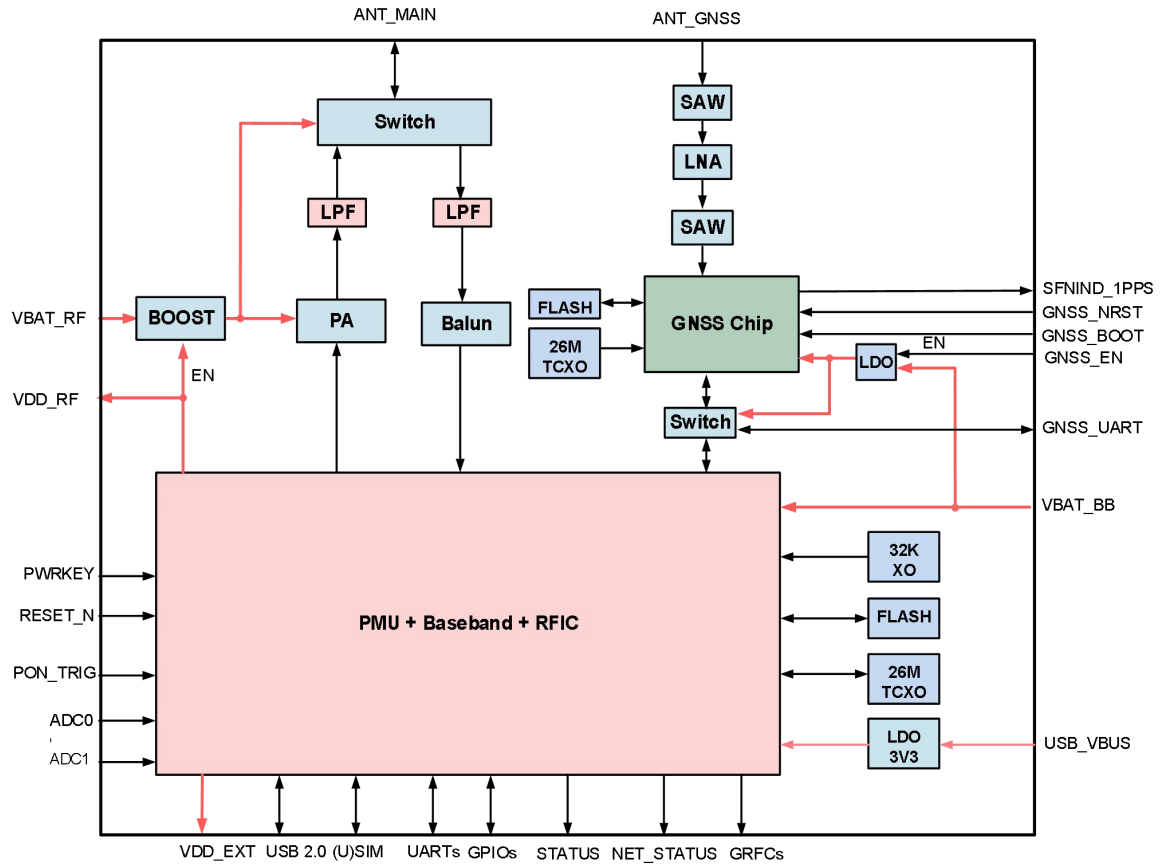 ANT_MAIN
ANT_GNSS
SAW
Switch
LNA
LPF
LPF
SAW
VBAT_RF
BOOST
PA
Balun
FLASH
GNSS Chip
SFNIND_1PPS
GNSS_NRST
GNSS_BOOT
26M
TCXO
EN
GNSS_EN
LDO
EN
VDD_RF
Switch
GNSS_UART
VBAT_BB
32K
XO
PWRKEY
RESET_N
PMU + Baseband + RFIC
FLASH
PON_TRIG
26M
TCXO
ADC0
ADC1
LDO
3V3
USB_VBUS
VDD_EXT
USB 2.0
(U)SIM
UARTs
GPIOs
STATUS
NET_STATUS
GRFCs